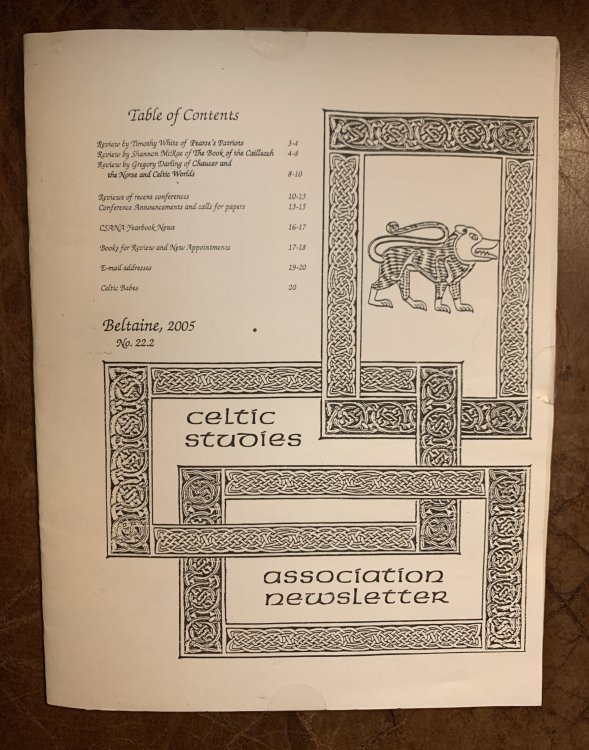 Table of Contents
Review by Timothy White of Pearse's Patriots 3-4
Review by Shannon McRae of The Book of the Cailleach 4-8
Review by Gregory Darling of Chaucer and
the Norse and Celtic Worlds 8-10
Reviews of recent conferences 10-13
Conference Announcements and calls for papers 13-15
CSANA Yearbook News 16-17
Books for Review and New Appointments 17-18
E-mail addresses 19-20
Celtic Babes 20
Beltaine, 2005
No. 22.2
celtic
studies
association
newsletter